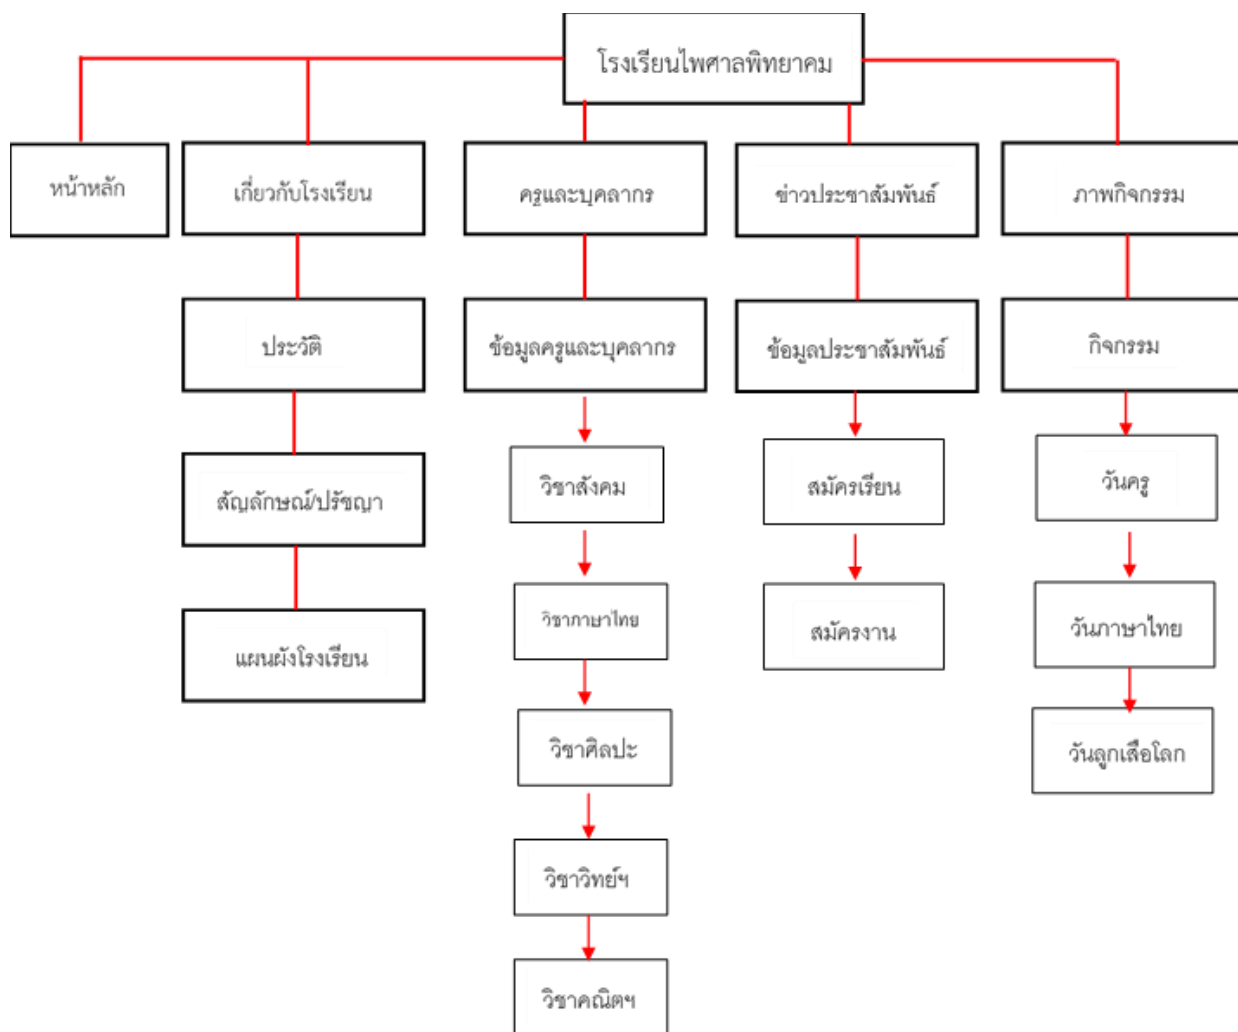 โรงเรียนไพศาลพิทยาคม
หน้าหลัก
เกี่ยวกับโรงเรียน
ครูและบุคลากร
ข่าวประชาสัมพันธ์
ภาพกิจกรรม
ประวัติ
ข้อมูลครูและบุคลากร
ข้อมูลประชาสัมพันธ์
กิจกรรม
สัญลักษณ์/ปรัชญา
วิชาสังคม
สมัครเรียน
วันครู
แผนผังโรงเรียน
วิชาภาษาไทย
สมัครงาน
วันภาษาไทย
วิชาศิลปะ
วันลูกเสือโลก
วิชาวิทย์ฯ
วิชาคณิตฯ